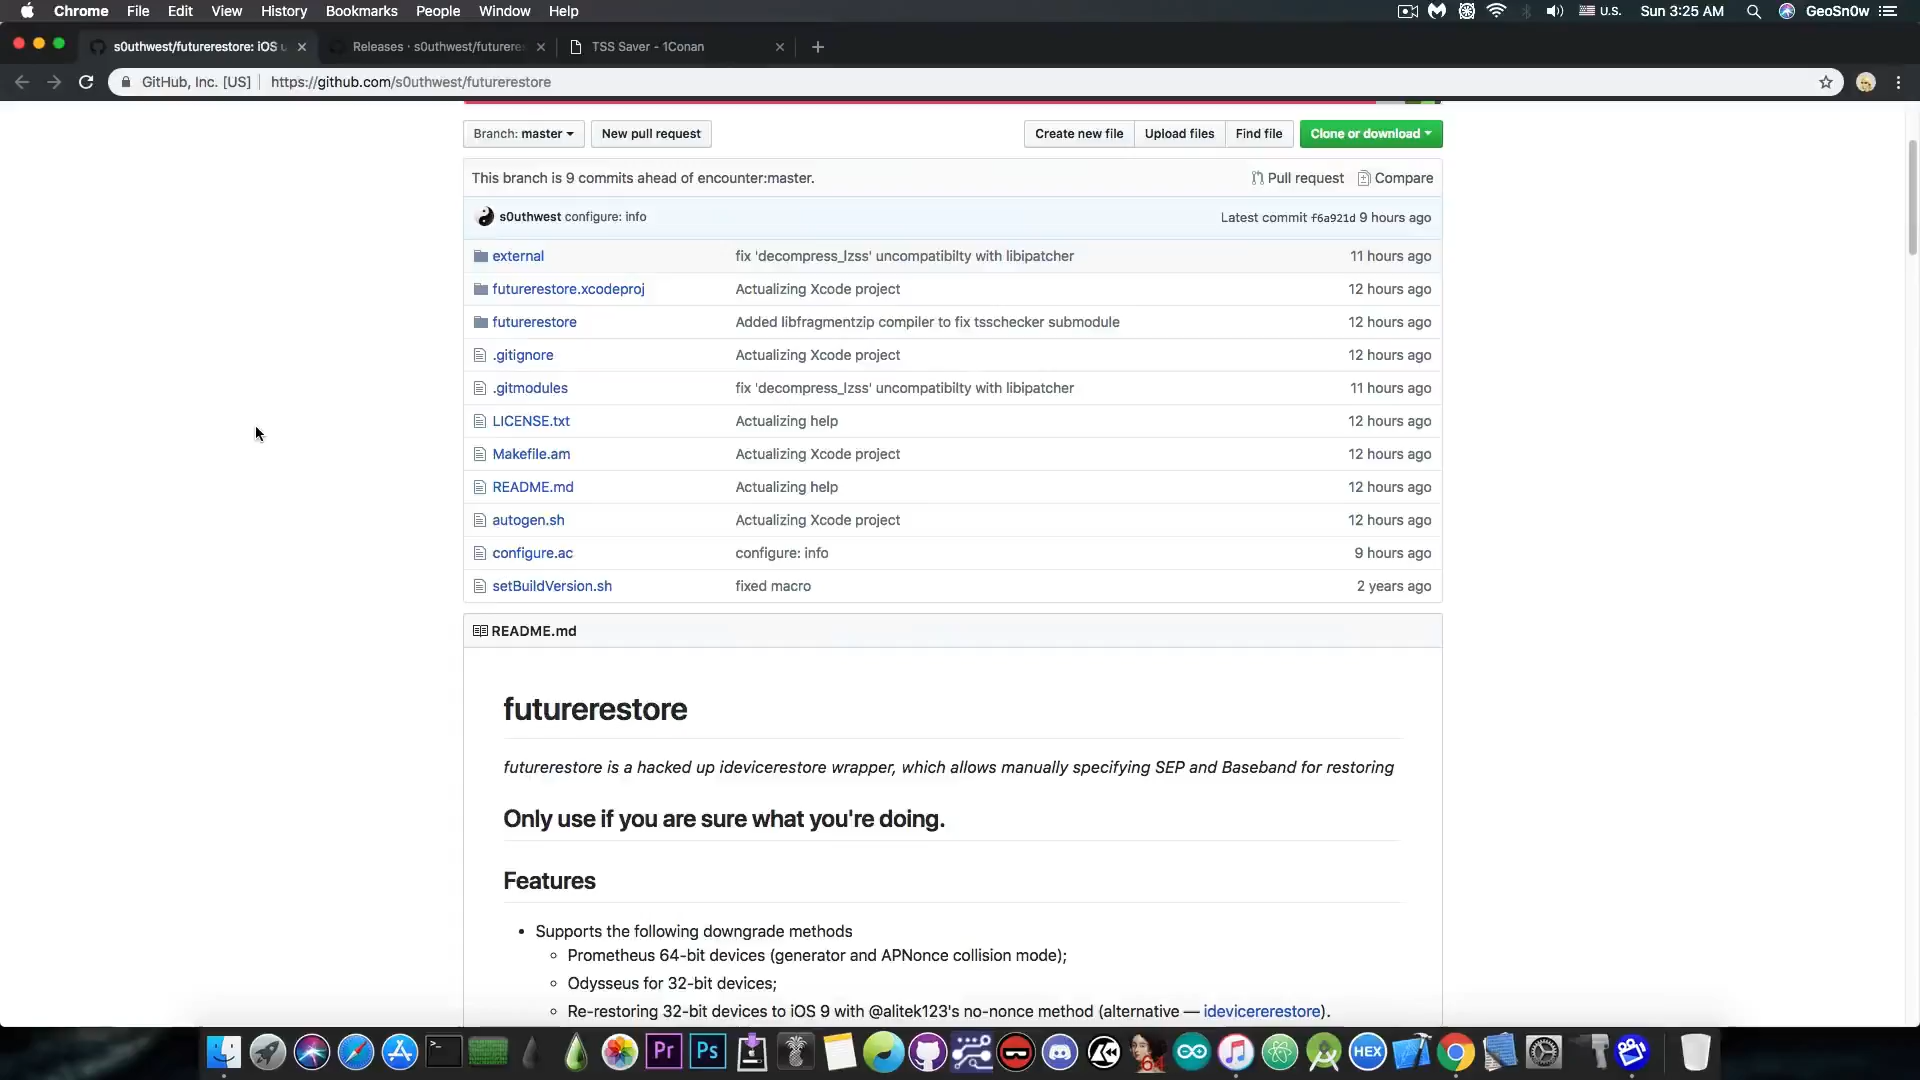 Chrome File Edit View History Bookmarks People Window Help U.S. Sun 3:25 AM GeoSn0w
s0uthwest/futurerestore: iOS u Releases · s0uthwest/futurere TSS Saver - 1Conan
GitHub, Inc. [US] https://github.com/s0uthwest/futurerestore
Branch: master New pull request Create new file Upload files Find file Clone or download
This branch is 9 commits ahead of encounter:master. Pull request Compare
s0uthwest configure: info Latest commit f6a921d 9 hours ago
external fix 'decompress_lzss' uncompatibilty with libipatcher 11 hours ago
futurerestore.xcodeproj Actualizing Xcode project 12 hours ago
futurerestore Added libfragmentzip compiler to fix tsschecker submodule 12 hours ago
.gitignore Actualizing Xcode project 12 hours ago
.gitmodules fix 'decompress_lzss' uncompatibilty with libipatcher 11 hours ago
LICENSE.txt Actualizing help 12 hours ago
Makefile.am Actualizing Xcode project 12 hours ago
README.md Actualizing help 12 hours ago
autogen.sh Actualizing Xcode project 12 hours ago
configure.ac configure: info 9 hours ago
setBuildVersion.sh fixed macro 2 years ago
README.md
futurerestore
futurerestore is a hacked up idevicerestore wrapper, which allows manually specifying SEP and Baseband for restoring
Only use if you are sure what you're doing.
Features
• Supports the following downgrade methods
◦ Prometheus 64-bit devices (generator and APNonce collision mode);
◦ Odysseus for 32-bit devices;
◦ Re-restoring 32-bit devices to iOS 9 with @alitek123's no-nonce method (alternative — idevicererestore).
Pr Ps 64 HEX